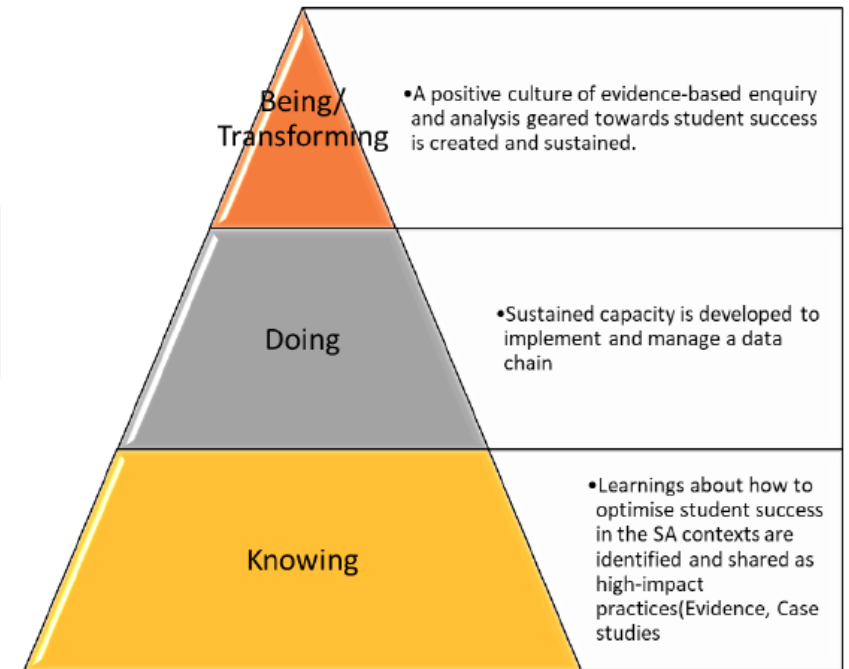 Being/
Transforming
•A positive culture of evidence-based enquiry
and analysis geared towards student success
is created and sustained.
Doing
•Sustained capacity is developed to
implement and manage a data
chain
Knowing
•Learnings about how to
optimise student success
in the SA contexts are
identified and shared as
high-impact
practices(Evidence, Case
studies